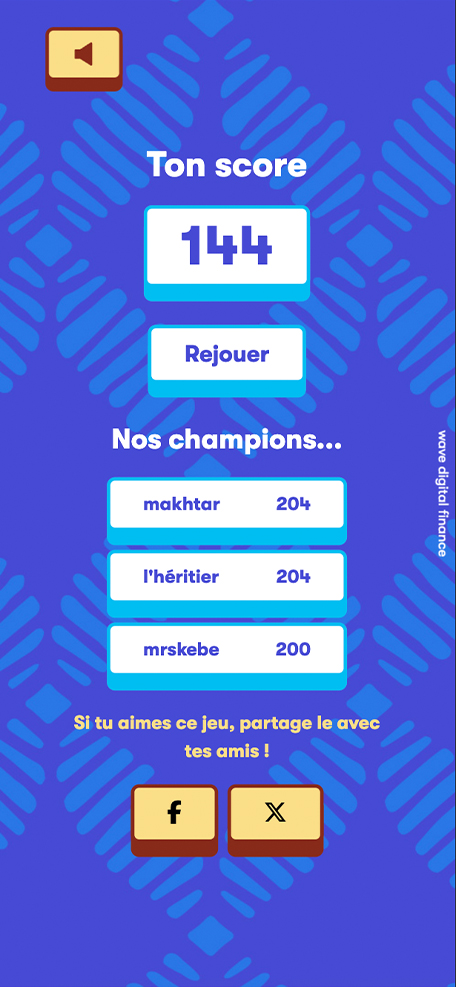 Ton score
144
Rejouer
Nos champions...
makhtar 204
l'héritier 204
mrskebe 200
Si tu aimes ce jeu, partage le avec
tes amis !
wave digital finance